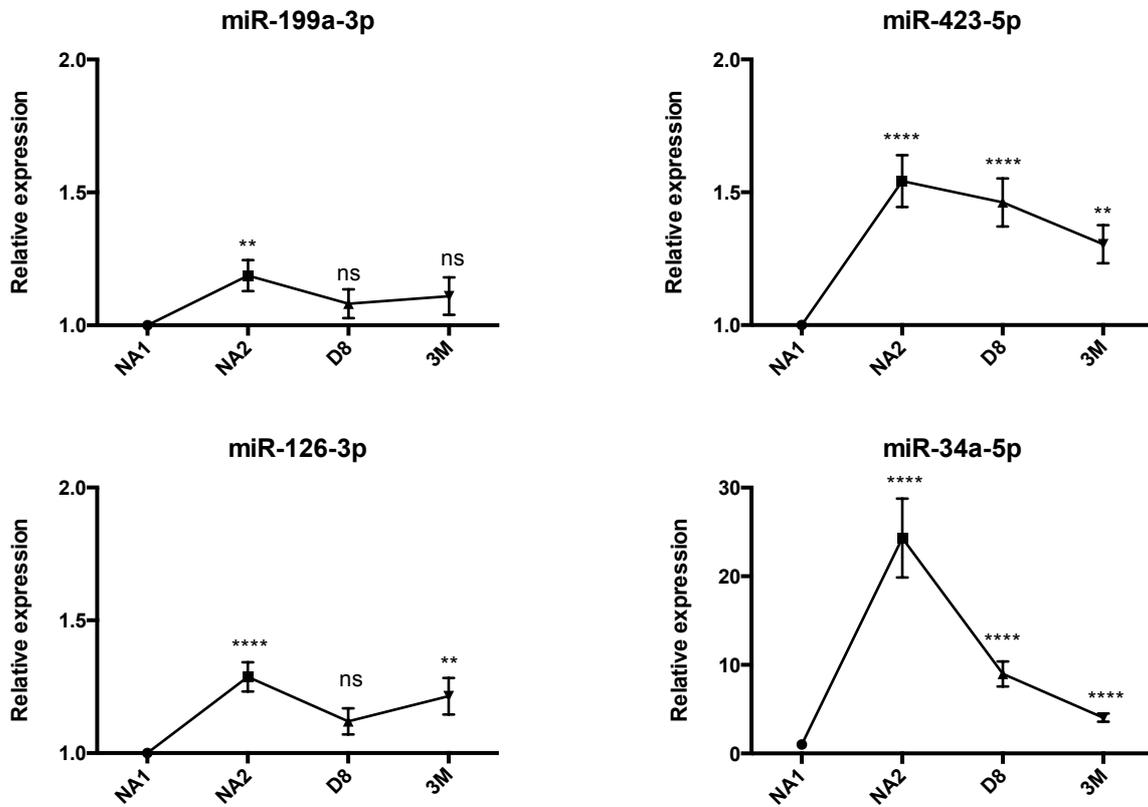 miR-199a-3p
Relative expression
2.0
1.5
1.0
**
ns
ns
NA1
NA2
D8
3M
miR-423-5p
Relative expression
2.0
1.5
1.0
****
****
**
NA1
NA2
D8
3M
miR-126-3p
Relative expression
2.0
1.5
1.0
****
ns
**
NA1
NA2
D8
3M
miR-34a-5p
Relative expression
30
20
10
0
****
****
****
NA1
NA2
D8
3M